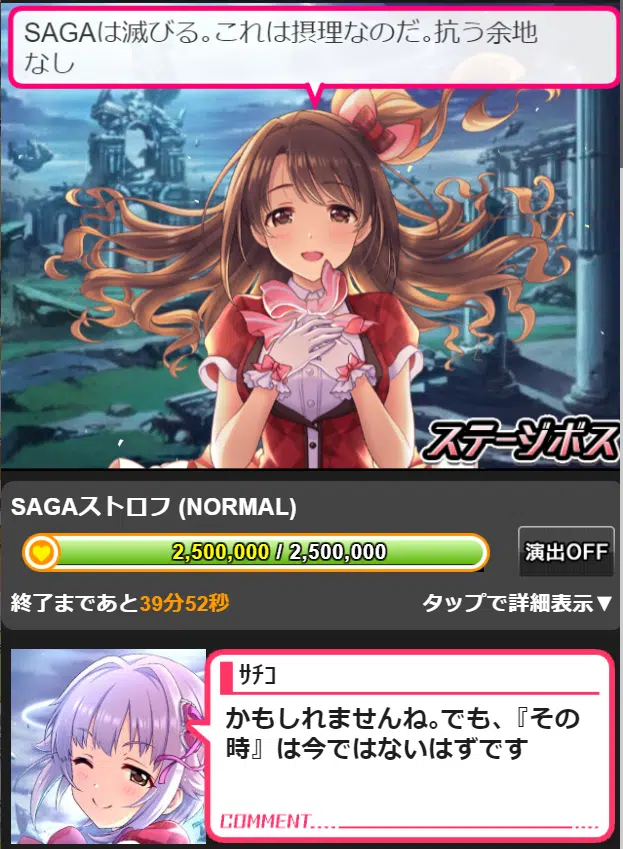 SAGAは滅びる。これは摂理なのだ。抗う余地
なし
ステージボス
SAGAストロフ (NORMAL)
2,500,000 / 2,500,000
演出OFF
終了まであと39分52秒
タップで詳細表示▼
ｻﾁｺ
かもしれませんね。でも、『その
時』は今ではないはずです
COMMENT....